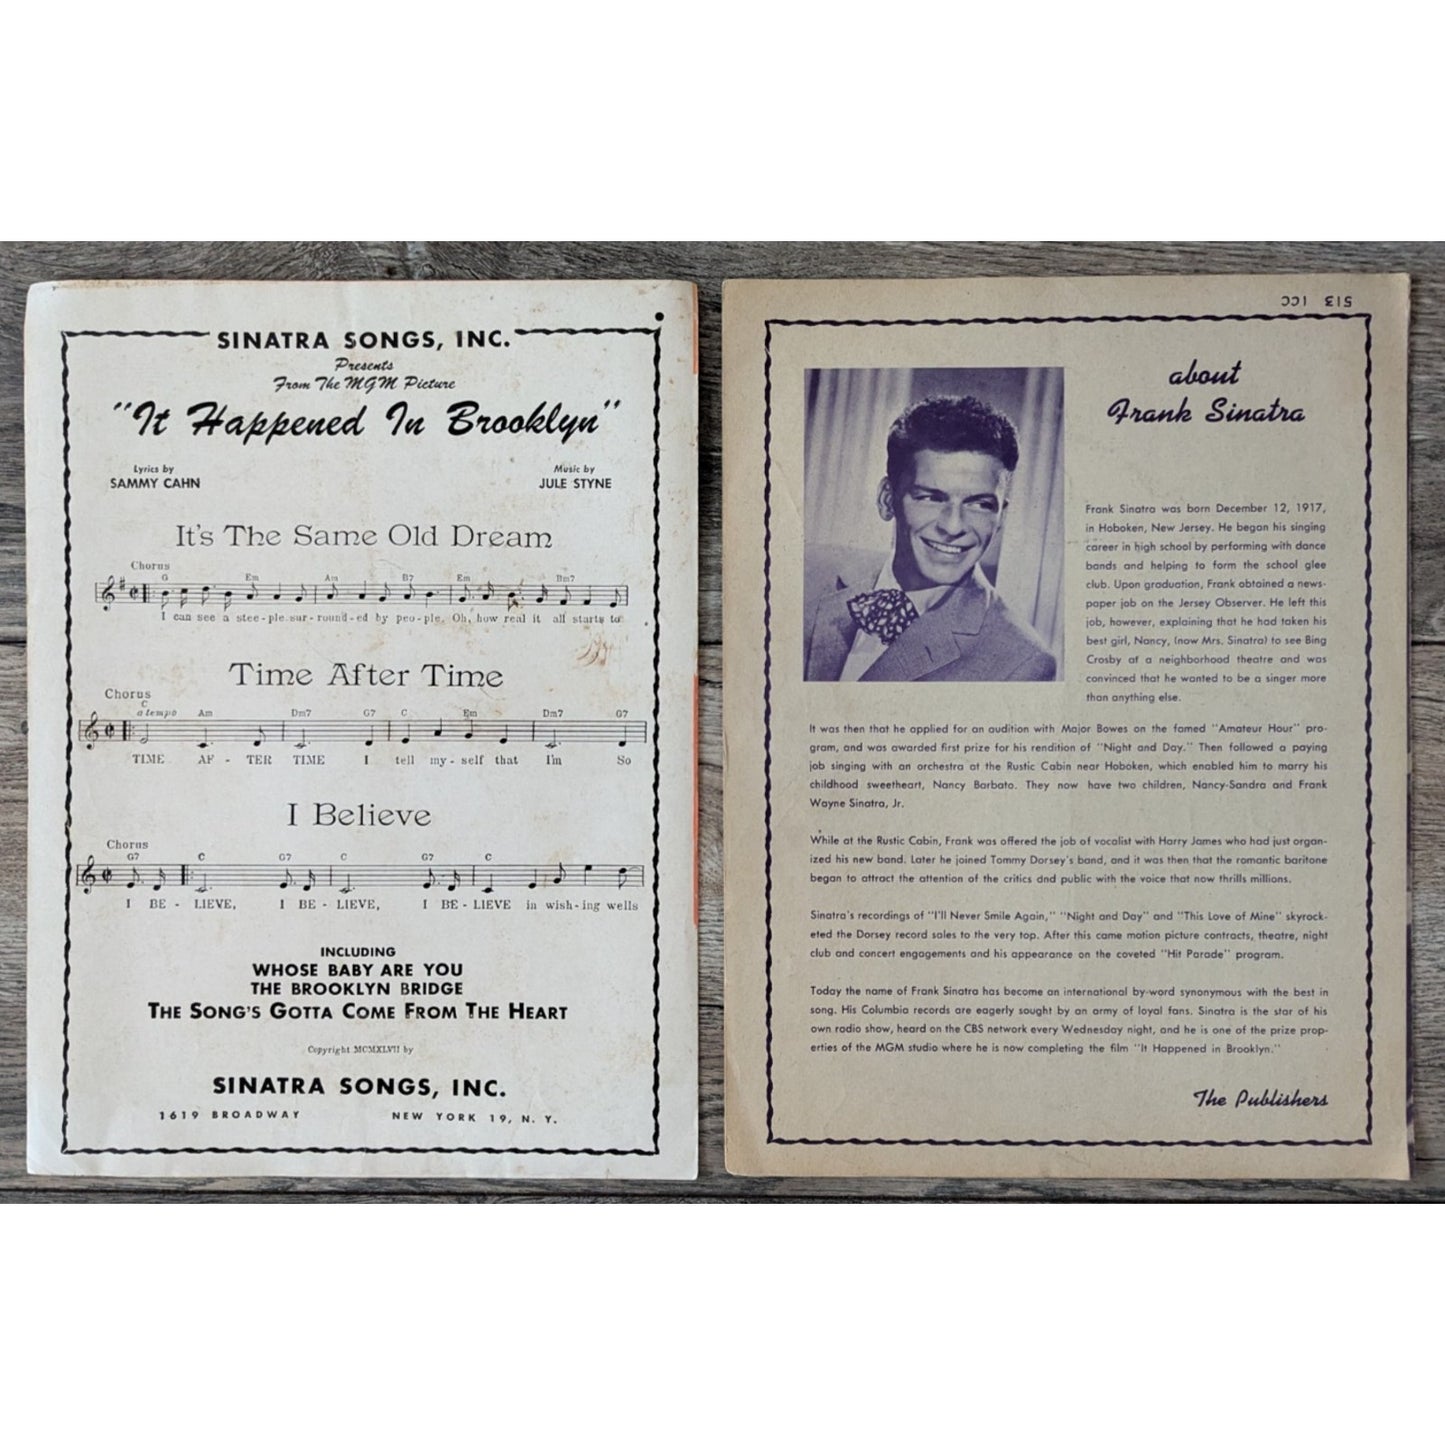 SINATRA SONGS, INC.
Presents
From The MGM Picture
"It Happened In Brooklyn"
Lyrics by
SAMMY CAHN
Music by
JULE STYNE
It's The Same Old Dream
Chorus
G Em Am B7 Em Bm7
I can see a stee-ple sur-round-ed by peo-ple. Oh, how real it all starts to
Time After Time
Chorus
C
a tempo Am Dm7 G7 C Em Dm7 G7
TIME AF - TER TIME I tell my-self that I'm So
I Believe
Chorus
G7 C G7 C G7 C
I BE - LIEVE, I BE - LIEVE, I BE - LIEVE in wish-ing wells
INCLUDING
WHOSE BABY ARE YOU
THE BROOKLYN BRIDGE
THE SONG'S GOTTA COME FROM THE HEART
Copyright MCMXLVII by
SINATRA SONGS, INC.
1619 BROADWAY NEW YORK 19, N. Y.
513 ICC
about
Frank Sinatra
Frank Sinatra was born December 12, 1917,
in Hoboken, New Jersey. He began his singing
career in high school by performing with dance
bands and helping to form the school glee
club. Upon graduation, Frank obtained a news-
paper job on the Jersey Observer. He left this
job, however, explaining that he had taken his
best girl, Nancy, (now Mrs. Sinatra) to see Bing
Crosby at a neighborhood theatre and was
convinced that he wanted to be a singer more
than anything else.
It was then that he applied for an audition with Major Bowes on the famed "Amateur Hour" pro-
gram, and was awarded first prize for his rendition of "Night and Day." Then followed a paying
job singing with an orchestra at the Rustic Cabin near Hoboken, which enabled him to marry his
childhood sweetheart, Nancy Barbato. They now have two children, Nancy-Sandra and Frank
Wayne Sinatra, Jr.
While at the Rustic Cabin, Frank was offered the job of vocalist with Harry James who had just organ-
ized his new band. Later he joined Tommy Dorsey's band, and it was then that the romantic baritone
began to attract the attention of the critics and public with the voice that now thrills millions.
Sinatra's recordings of "I'll Never Smile Again," "Night and Day" and "This Love of Mine" skyrock-
eted the Dorsey record sales to the very top. After this came motion picture contracts, theatre, night
club and concert engagements and his appearance on the coveted "Hit Parade" program.
Today the name of Frank Sinatra has become an international by-word synonymous with the best in
song. His Columbia records are eagerly sought by an army of loyal fans. Sinatra is the star of his
own radio show, heard on the CBS network every Wednesday night, and he is one of the prize prop-
erties of the MGM studio where he is now completing the film "It Happened in Brooklyn."
The Publishers